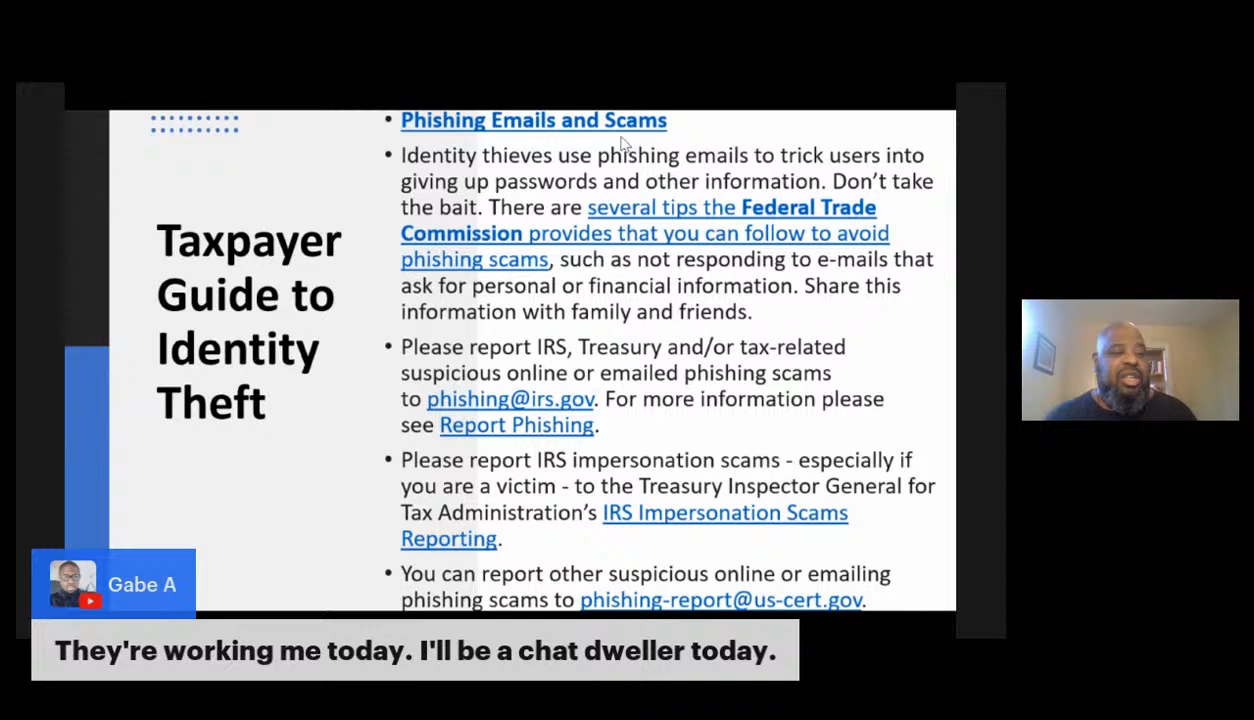 Taxpayer
Guide to
Identity
Theft
• Phishing Emails and Scams
• Identity thieves use phishing emails to trick users into
giving up passwords and other information. Don't take
the bait. There are several tips the Federal Trade
Commission provides that you can follow to avoid
phishing scams, such as not responding to e-mails that
ask for personal or financial information. Share this
information with family and friends.
• Please report IRS, Treasury and/or tax-related
suspicious online or emailed phishing scams
to phishing@irs.gov. For more information please
see Report Phishing.
• Please report IRS impersonation scams - especially if
you are a victim - to the Treasury Inspector General for
Tax Administration's IRS Impersonation Scams
Reporting.
• You can report other suspicious online or emailing
phishing scams to phishing-report@us-cert.gov.
Gabe A
They're working me today. I'll be a chat dweller today.